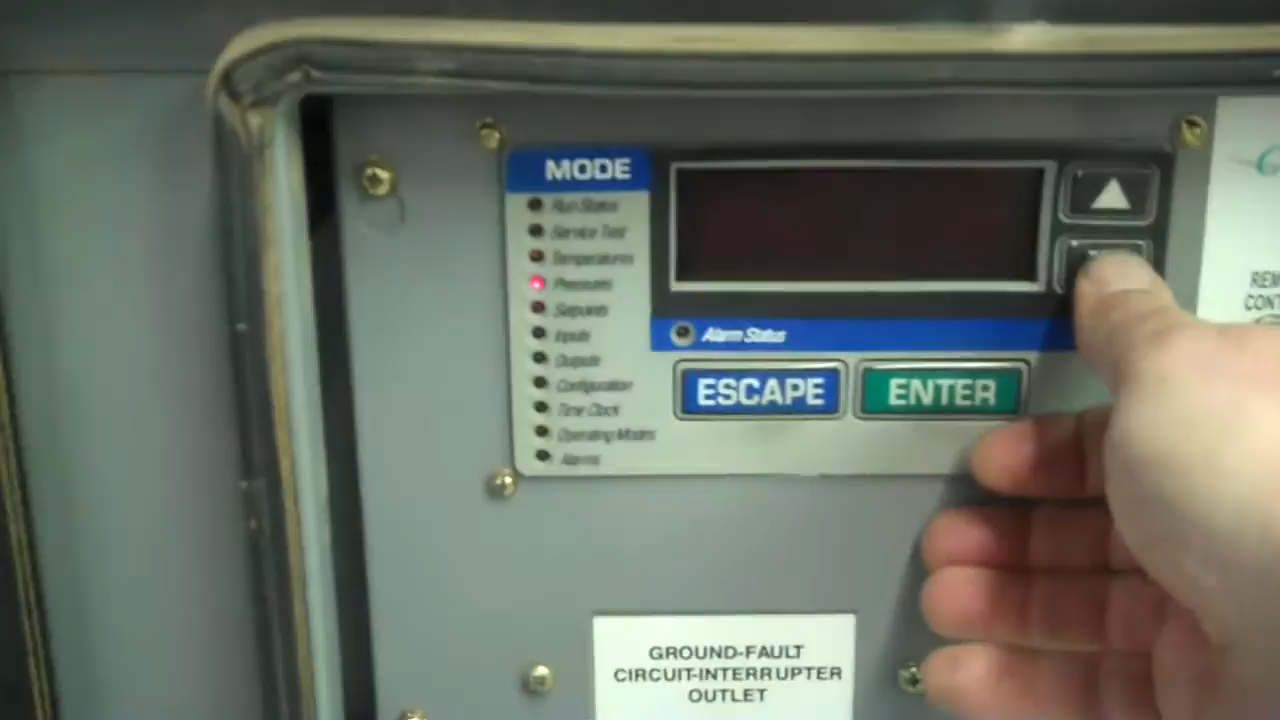 MODE
Run Status
Service Test
Temperatures
Pressures
Setpoints
Inputs
Outputs
Configuration
Time Clock
Operating Modes
Alarms
Alarm Status
ESCAPE
ENTER
GROUND-FAULT
CIRCUIT-INTERRUPTER
OUTLET